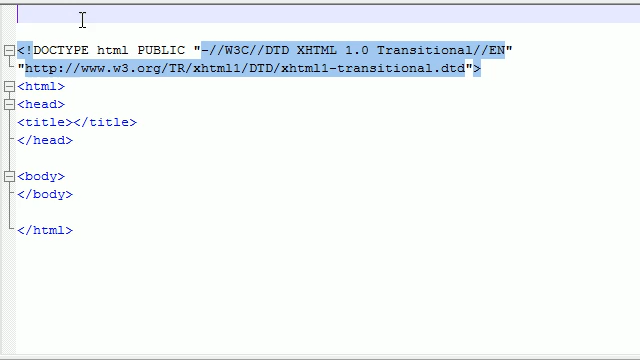 <!DOCTYPE html PUBLIC "-//W3C//DTD XHTML 1.0 Transitional//EN"
"http://www.w3.org/TR/xhtml1/DTD/xhtml1-transitional.dtd">
<html>
<head>
<title></title>
</head>
<body>
</body>
</html>